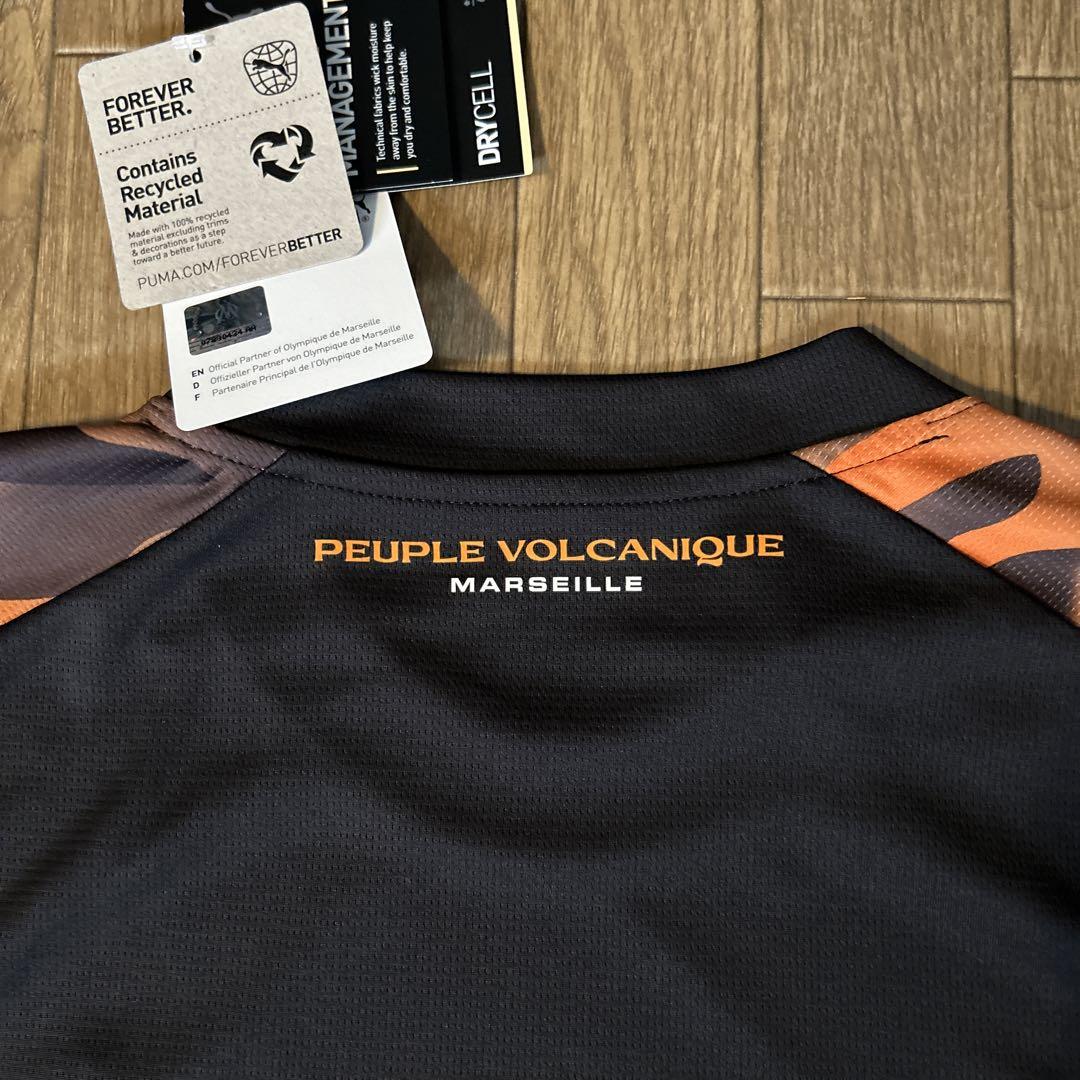 FOREVER
BETTER.
Contains
Recycled
Material
Made with 100% recycled
material excluding trims
& decorations as a step
toward a better future.
PUMA.COM/FOREVERBETTER
MANAGEMENT
Technical fabrics wick moisture
away from the skin to help keep
you dry and comfortable.
DRYCELL
EN Official Partner of Olympique de Marseille
D Offizieller Partner von Olympique de Marseille
F Partenaire Principal de l'Olympique de Marseille
PEUPLE VOLCANIQUE
MARSEILLE